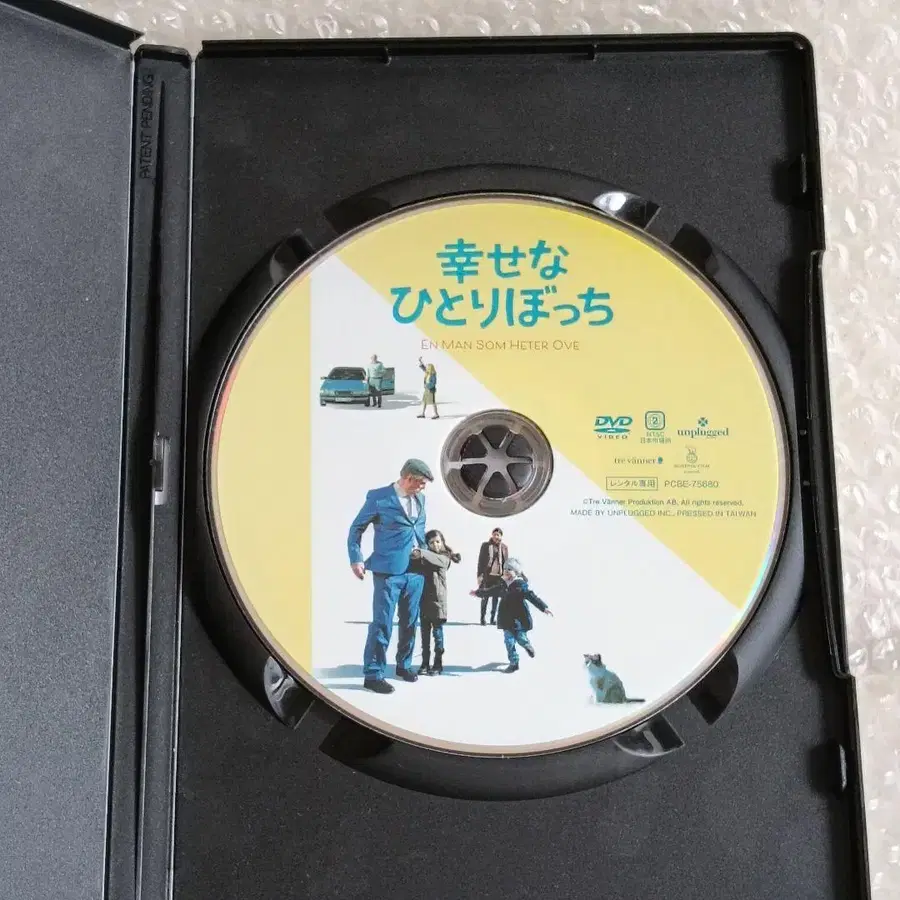 PATENT PENDING
幸せな
ひとりぼっち
EN MAN SOM HETER OVE
DVD
VIDEO
2
NTSC
日本市場向
unplugged
tre vänner
レンタル専用 PCBE-75680
©Tre Vänner Produktion AB. All rights reserved.
MADE BY UNPLUGGED INC., PRESSED IN TAIWAN